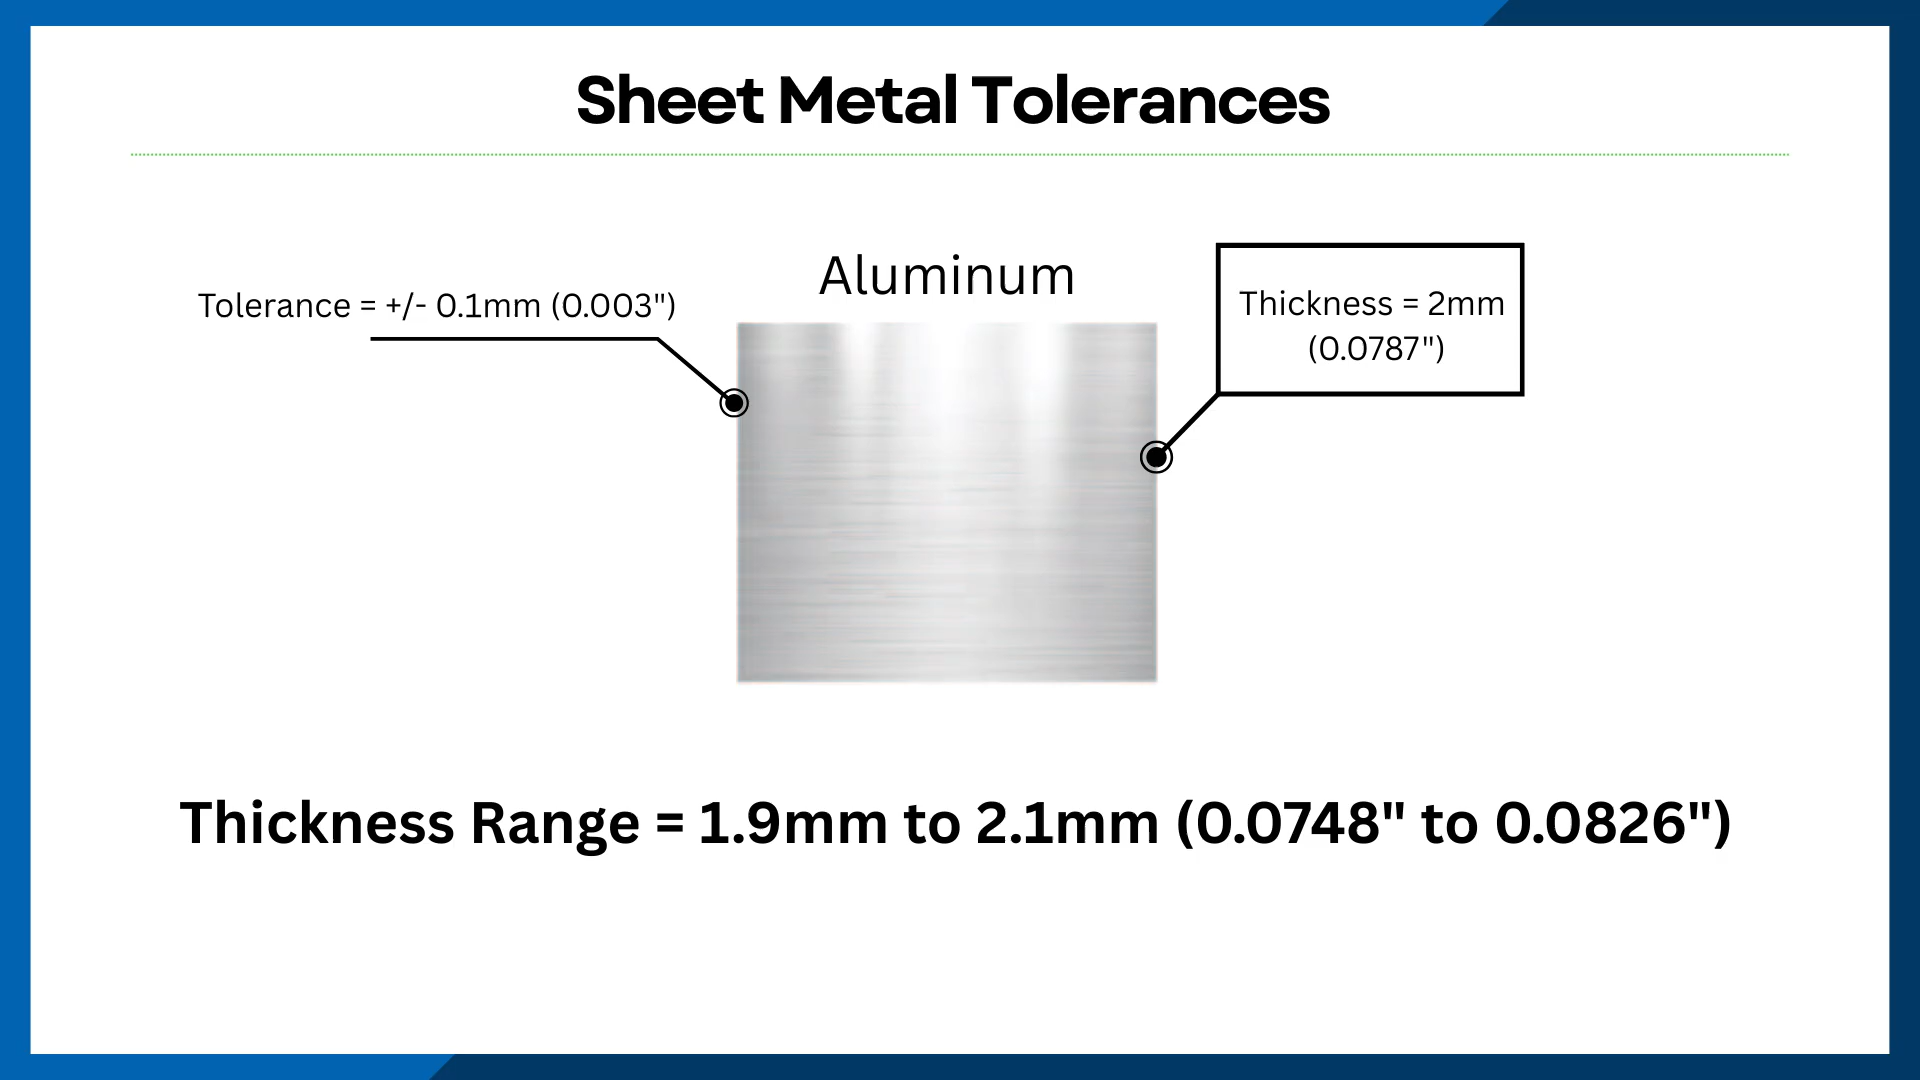 Sheet Metal Tolerances
Aluminum
Tolerance = +/- 0.1mm (0.003")
Thickness = 2mm
(0.0787")
Thickness Range = 1.9mm to 2.1mm (0.0748" to 0.0826")